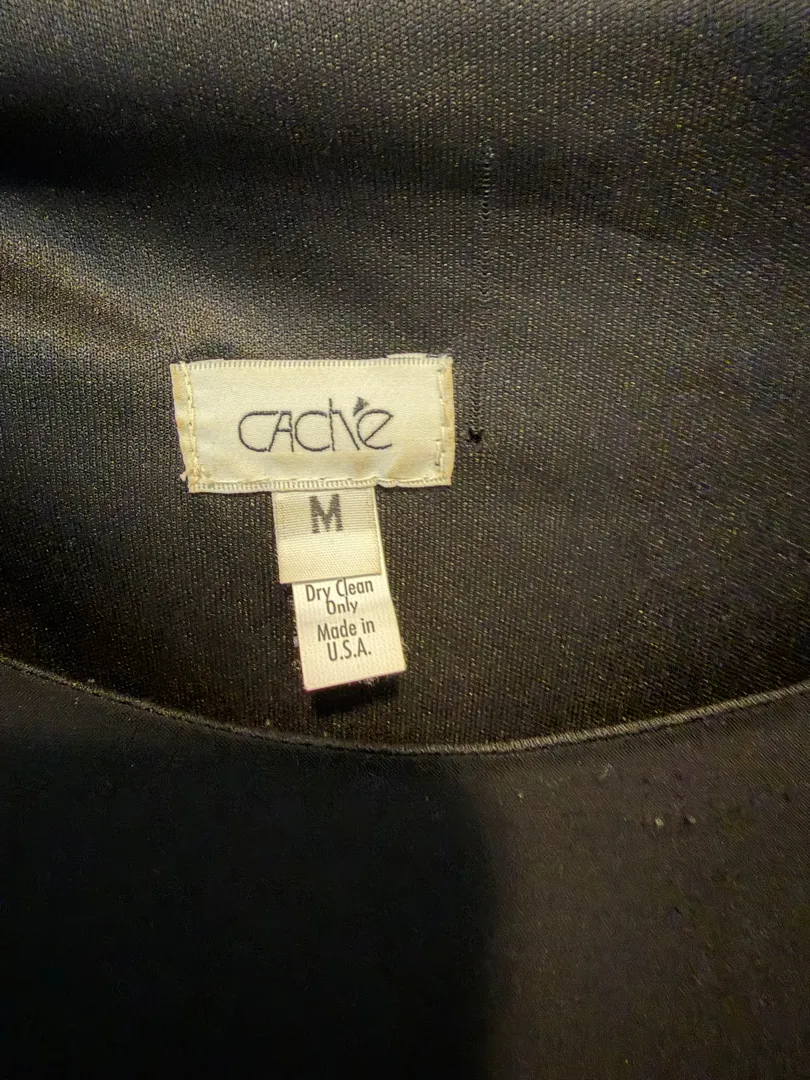 CACHÉ
M
Dry Clean
Only
Made in
U.S.A.